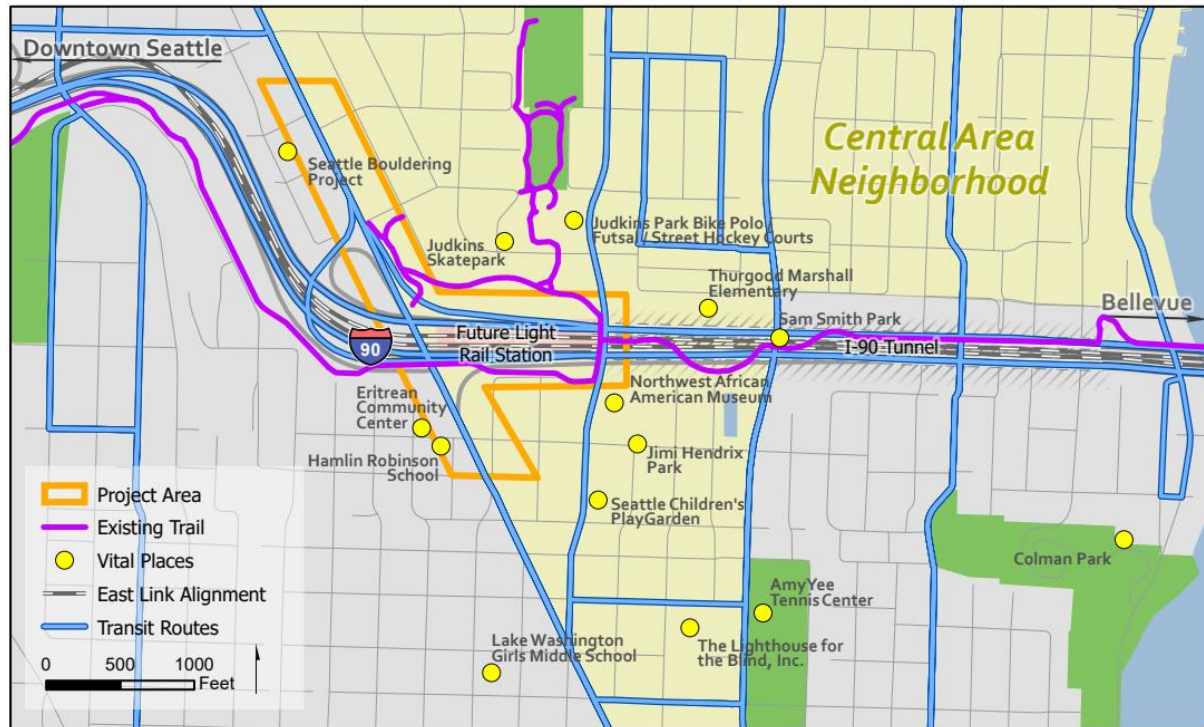 Downtown Seattle
Seattle Bouldering
Project
Central Area
Neighborhood
Judkins Park Bike Polo /
Futsal / Street Hockey Courts
Judkins
Skatepark
Thurgood Marshall
Elementary
Bellevue
Sam Smith Park
90
Future Light
Rail Station
I-90 Tunnel
Northwest African
American Museum
Eritrean
Community
Center
Hamlin Robinson
School
Jimi Hendrix
Park
Seattle Children's
PlayGarden
Colman Park
AmyYee
Tennis Center
The Lighthouse for
the Blind, Inc.
Lake Washington
Girls Middle School
Project Area
Existing Trail
Vital Places
East Link Alignment
Transit Routes
0 500 1000
Feet